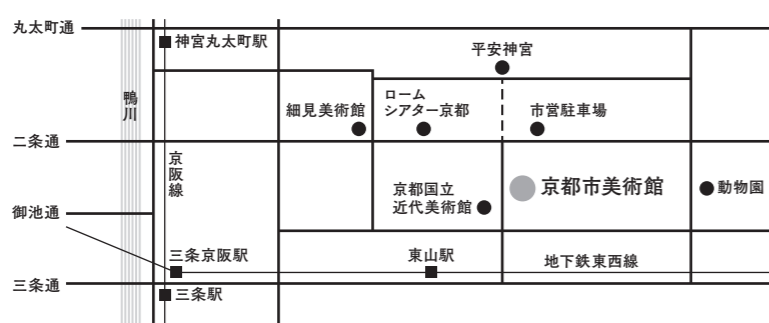 丸太町通
神宮丸太町駅
平安神宮
鴨川
細見美術館
ローム
シアター京都
市営駐車場
二条通
京阪線
京都国立
近代美術館
京都市美術館
動物園
御池通
三条京阪駅
東山駅
地下鉄東西線
三条通
三条駅